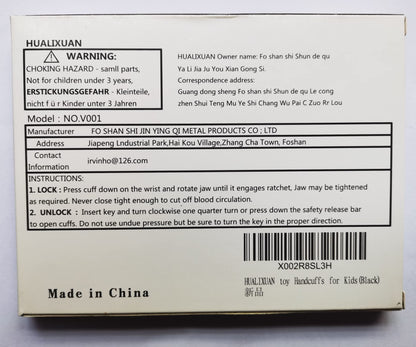 HUALIXUAN
WARNING:
CHOKING HAZARD - samll parts,
Not for children under 3 years,
ERSTICKUNGSGEFAHR - Kleinteile,
nicht f ü r Kinder unter 3 Jahren
HUALIXUAN Owner name: Fo shan shi Shun de qu
Ya Li Jia Ju You Xian Gong Si.
Correspondence address:
Guang dong sheng Fo shan shi Shun de qu Le cong
zhen Shui Teng Mu Ye Shi Chang Wu Pai C Zuo Rr Lou
Model : NO.V001
Manufacturer FO SHAN SHI JIN YING QI METAL PRODUCTS CO ; LTD
Address Jiapeng Lndustrial Park,Hai Kou Village,Zhang Cha Town, Foshan
Contact
Information irvinho@126.com
INSTRUCTIONS:
1. LOCK : Press cuff down on the wrist and rotate jaw until it engages ratchet, Jaw may be tightened
as required. Never close tight enough to cut off blood circulation.
2. UNLOCK : Insert key and turn clockwise one quarter turn or press down the safety release bar
to open cuffs. Do not use undue pressure but be sure to turn the key in the proper direction.
X002R8SL3H
HUALIXUAN toy Handcuffs for Kids(Black)
新品
Made in China